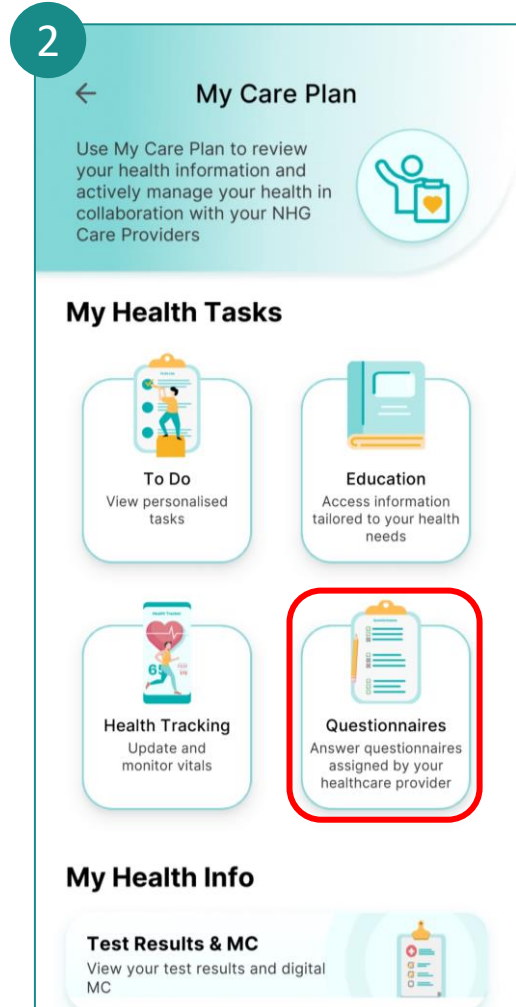 2
My Care Plan
Use My Care Plan to review
your health information and
actively manage your health in
collaboration with your NHG
Care Providers
My Health Tasks
To Do
View personalised
tasks
Education
Access information
tailored to your health
needs
Health Tracker
65
Health Tracking
Update and
monitor vitals
Questionnaires
Answer questionnaires
assigned by your
healthcare provider
My Health Info
Test Results & MC
View your test results and digital
MC